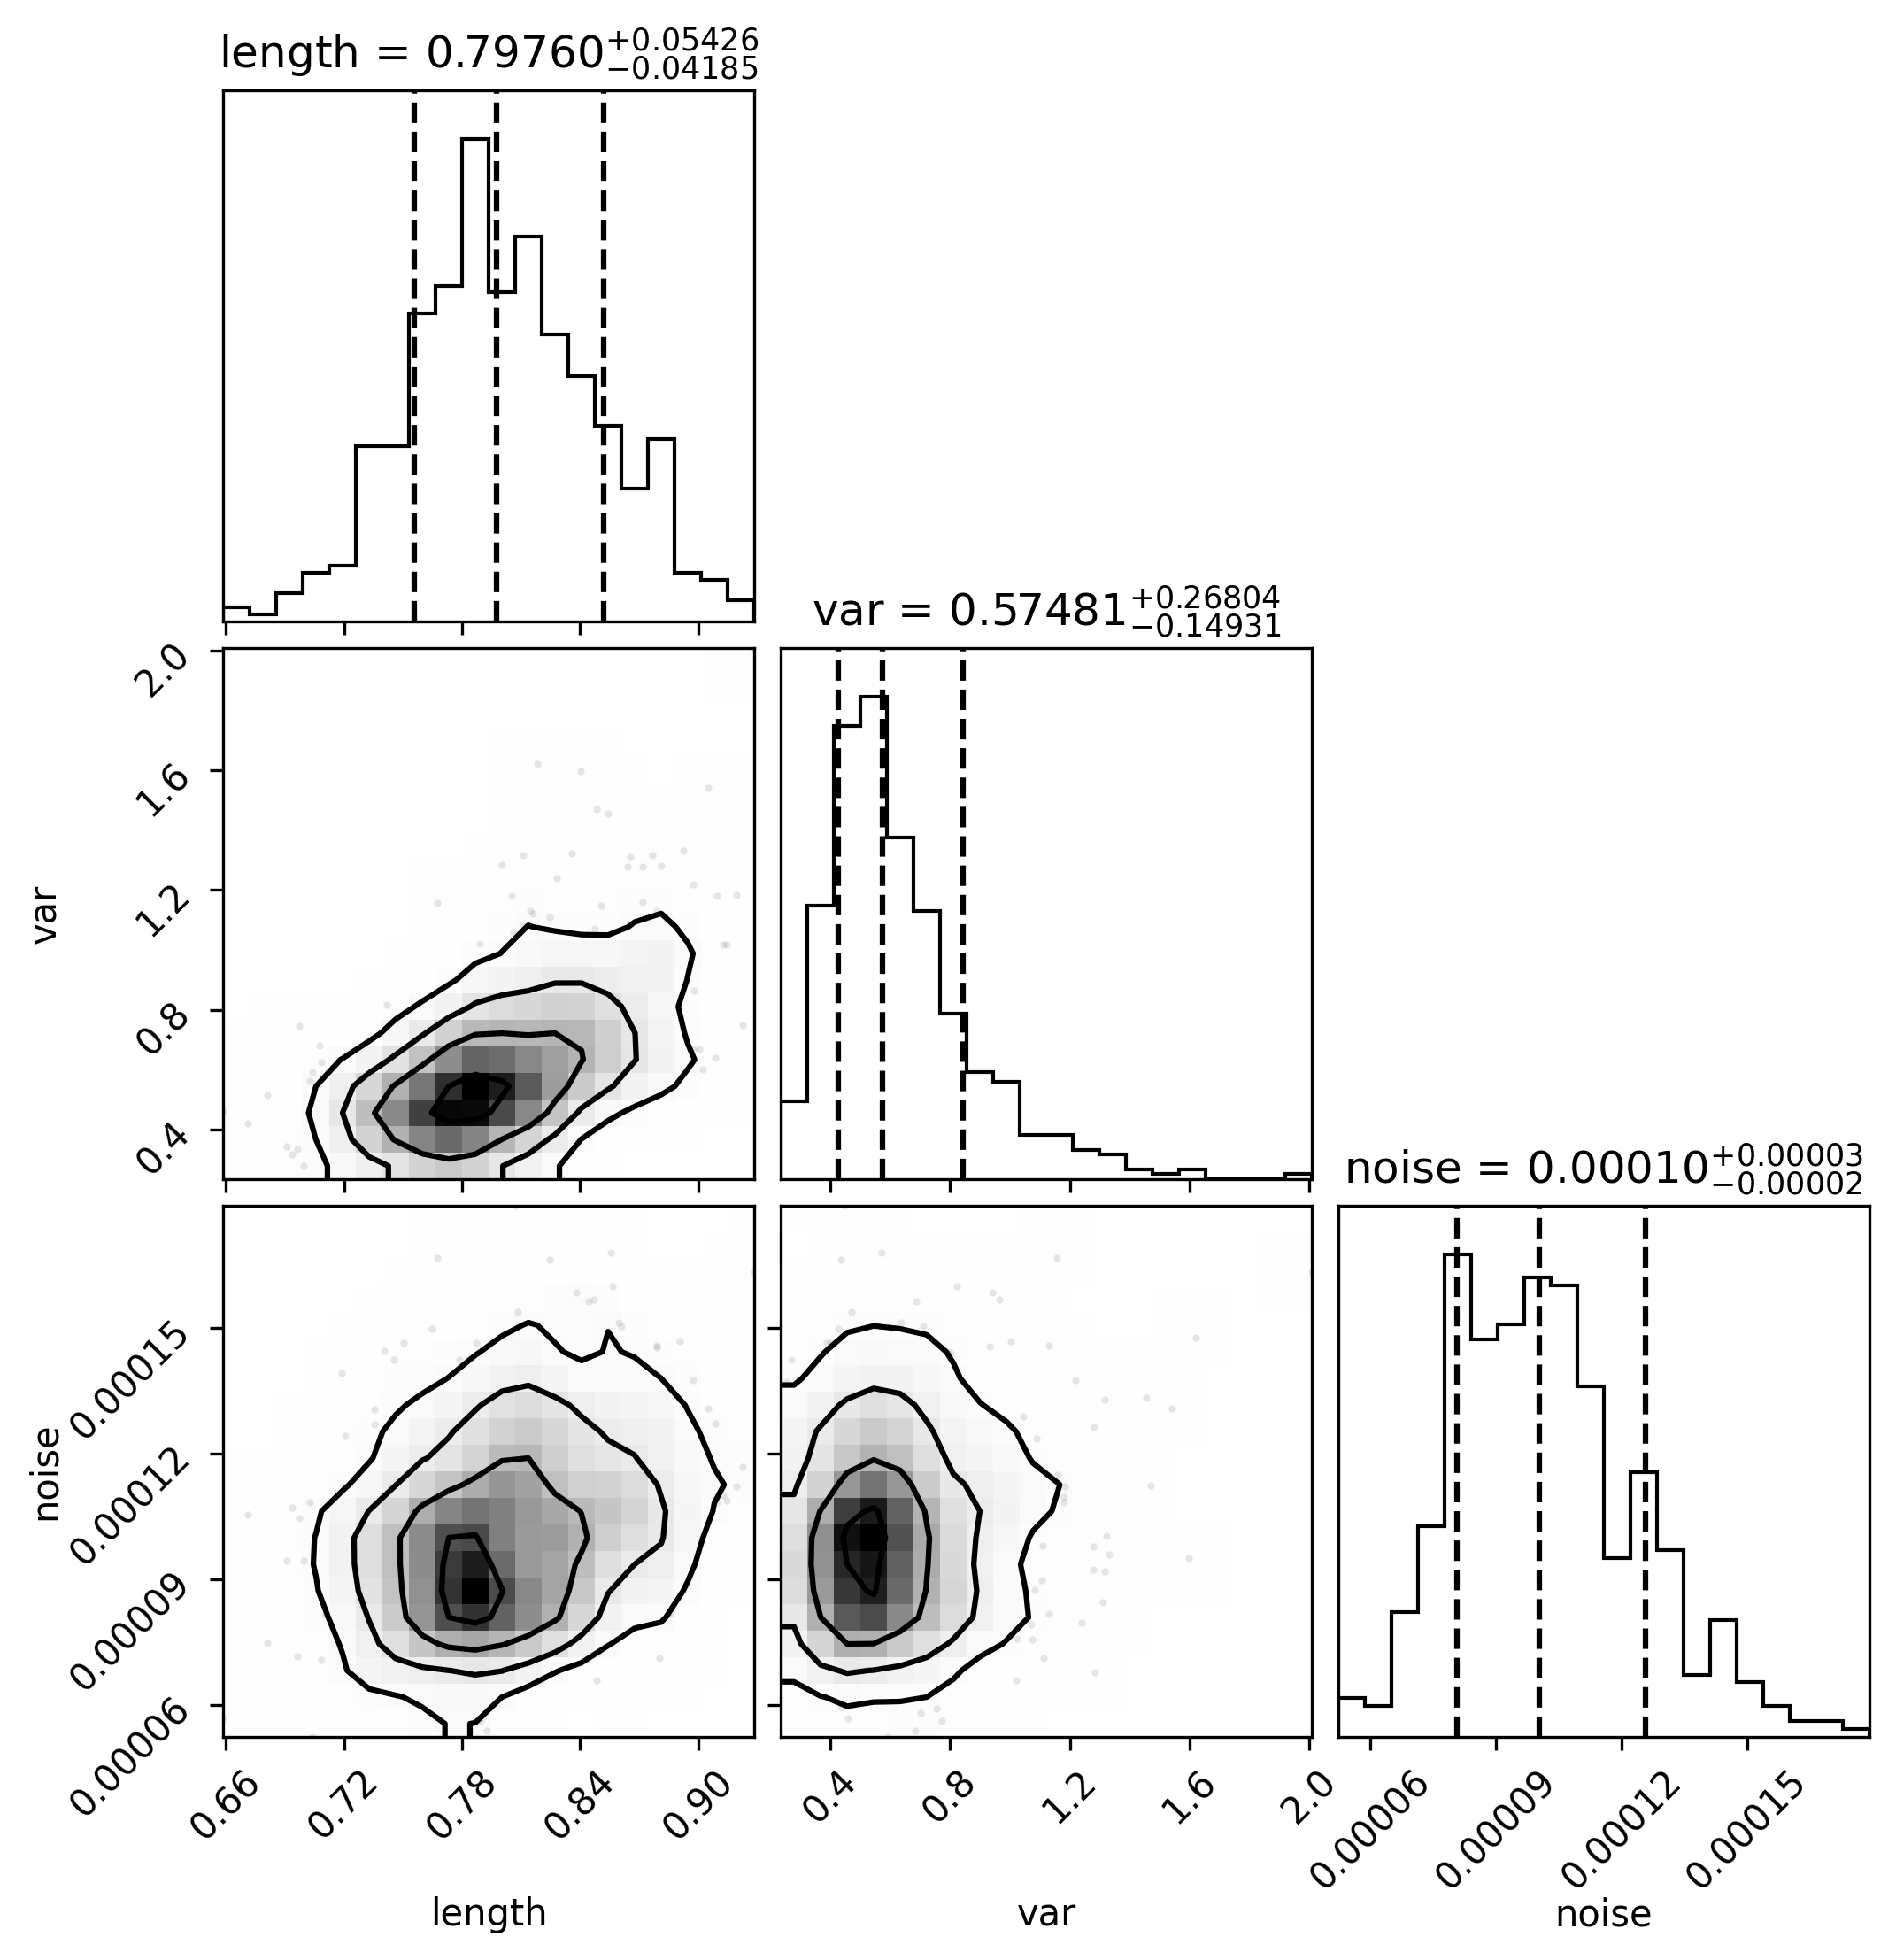 length = 0.79760 +0.05426 −0.04185
var = 0.57481 +0.26804 −0.14931
noise = 0.00010 +0.00003 −0.00002
2.0
1.6
1.2
0.8
0.4
var
0.00015
0.00012
0.00009
0.00006
noise
0.66 0.72 0.78 0.84 0.90
0.4 0.8 1.2 1.6 2.0
0.00006 0.00009 0.00012 0.00015
length var noise